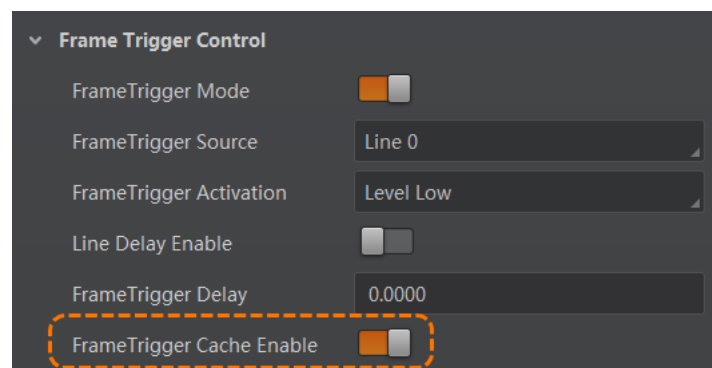 Frame Trigger Control
FrameTrigger Mode
FrameTrigger Source Line 0
FrameTrigger Activation Level Low
Line Delay Enable
FrameTrigger Delay 0.0000
FrameTrigger Cache Enable